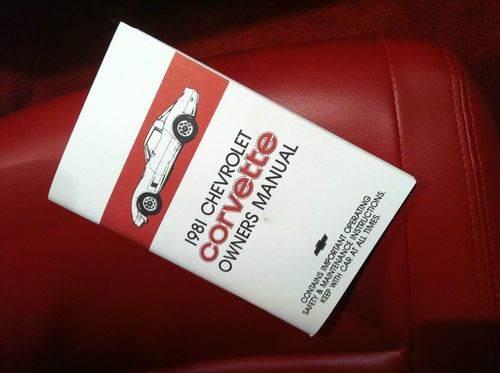 1981 CHEVROLET
corvette
OWNERS MANUAL
CONTAINS IMPORTANT OPERATING
SAFETY & MAINTENANCE INSTRUCTIONS.
KEEP WITH CAR AT ALL TIMES.